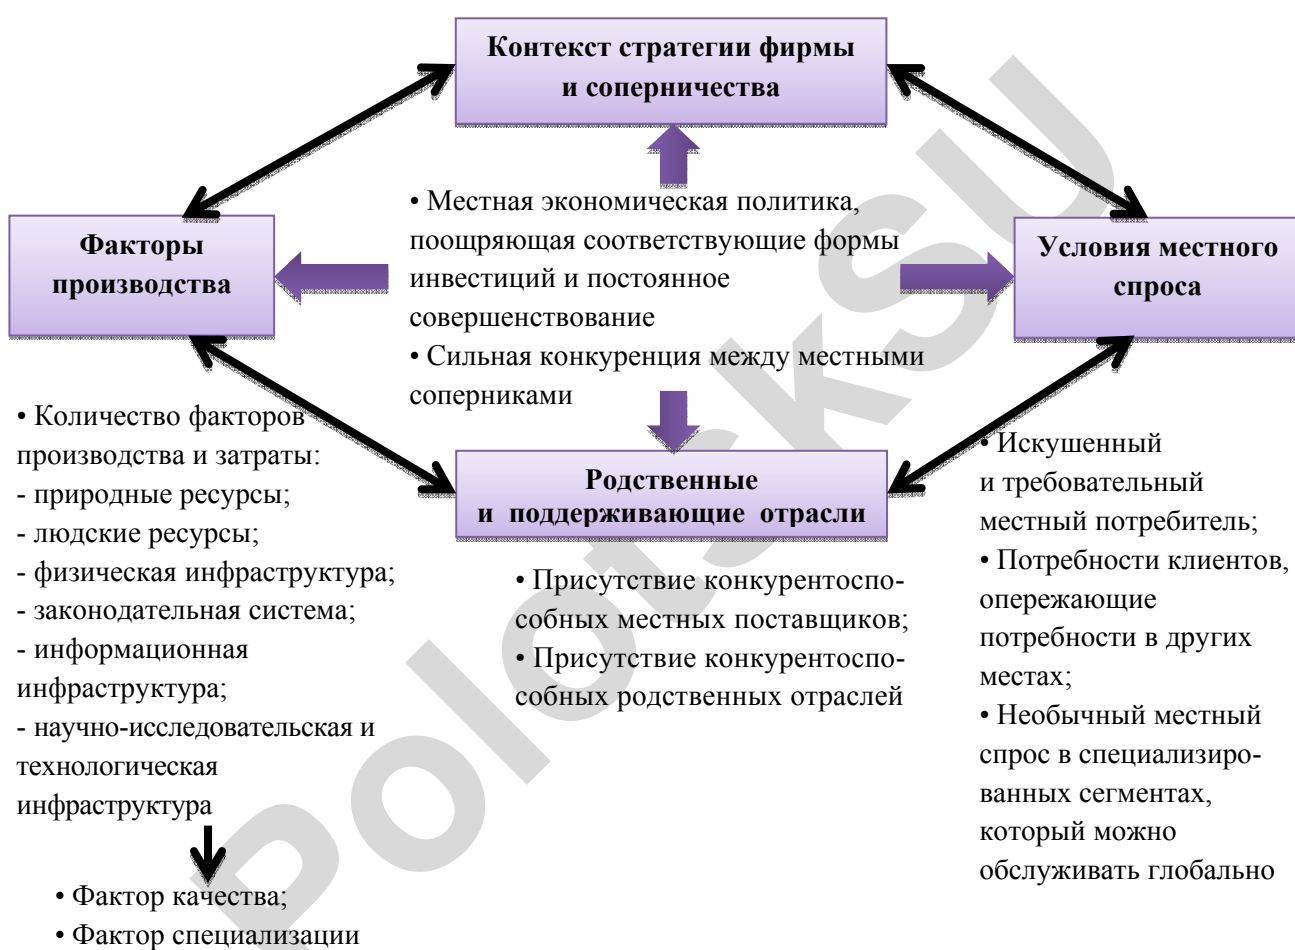 Контекст стратегии фирмы
и соперничества
• Местная экономическая политика,
поощряющая соответствующие формы
инвестиций и постоянное
совершенствование
• Сильная конкуренция между местными
соперниками
Факторы
производства
Условия местного
спроса
• Количество факторов
производства и затраты:
- природные ресурсы;
- людские ресурсы;
- физическая инфраструктура;
- законодательная система;
- информационная
инфраструктура;
- научно-исследовательская и
технологическая
инфраструктура
• Фактор качества;
• Фактор специализации
Родственные
и поддерживающие отрасли
• Присутствие конкурентоспо-
собных местных поставщиков;
• Присутствие конкурентоспо-
собных родственных отраслей
• Искушенный
и требовательный
местный потребитель;
• Потребности клиентов,
опережающие
потребности в других
местах;
• Необычный местный
спрос в специализиро-
ванных сегментах,
который можно
обслуживать глобально
PolotskSU